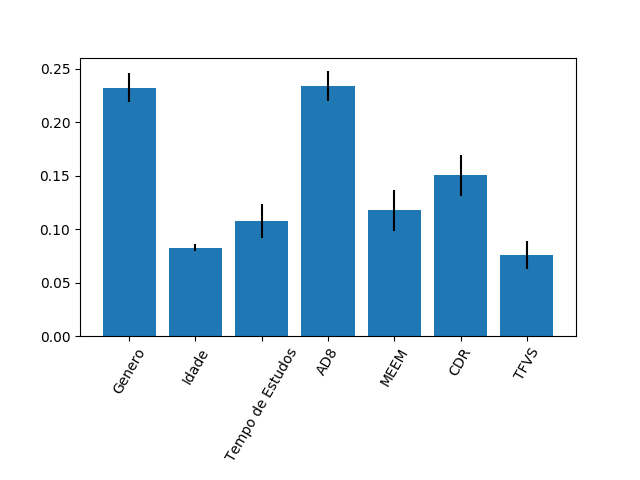 0.25
0.20
0.15
0.10
0.05
0.00
Genero
Idade
Tempo de Estudos
AD8
MEEM
CDR
TFVS